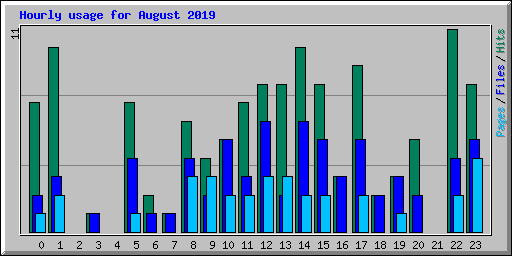 Hourly usage for August 2019
11
Pages/Files/Hits
0 1 2 3 4 5 6 7 8 9 10 11 12 13 14 15 16 17 18 19 20 21 22 23